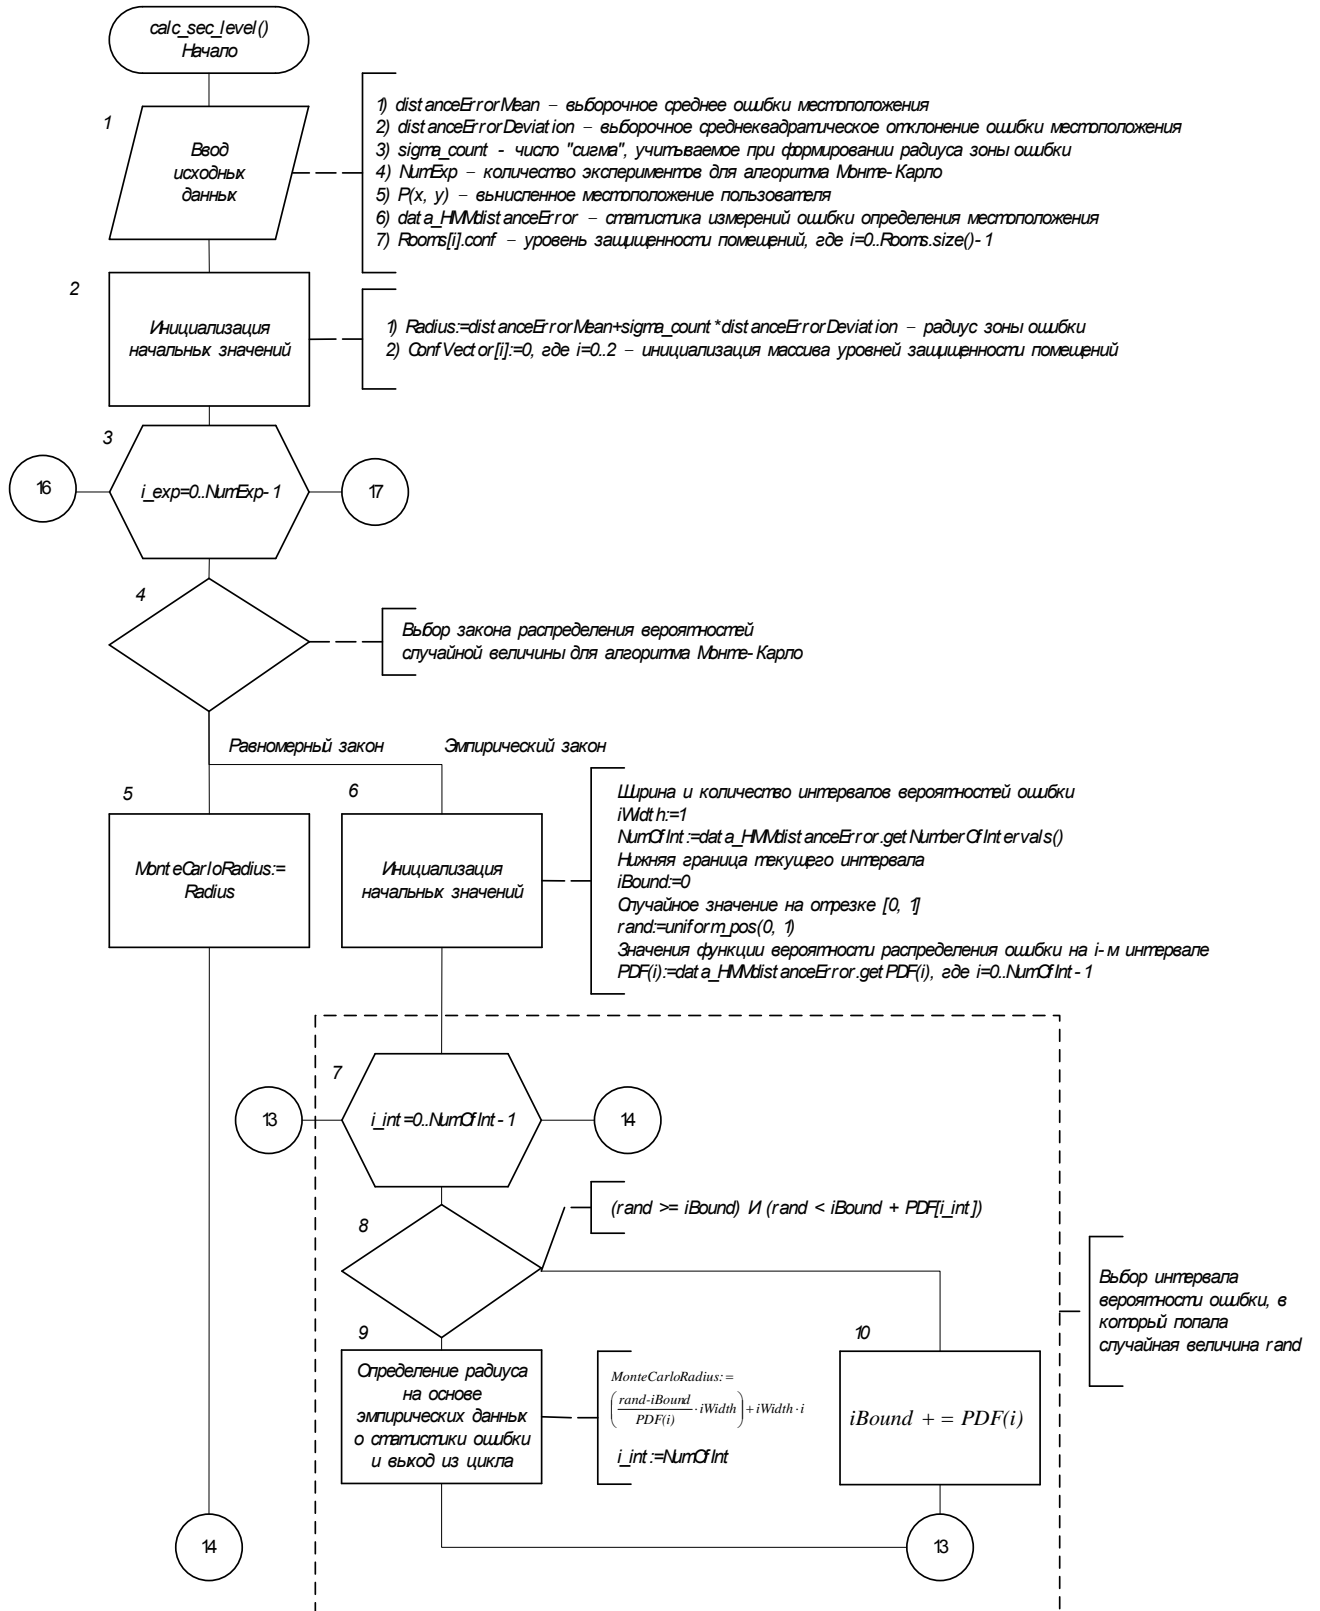 calc_sec_level()
Начало
1
Ввод
исходных
данных
1) distanceErrorMean – выборочное среднее ошибки местоположения
2) distanceErrorDeviation – выборочное среднеквадратическое отклонение ошибки местоположения
3) sigma_count - число "сигма", учитываемое при формировании радиуса зоны ошибки
4) NumExp – количество экспериментов для алгоритма Монте-Карло
5) P(x, y) – вычисленное местоположение пользователя
6) data_HMMdistanceError – статистика измерений ошибки определения местоположения
7) Rooms[i].conf – уровень защищенности помещений, где i=0..Rooms.size()-1
2
Инициализация
начальных значений
1) Radius:=distanceErrorMean+sigma_count*distanceErrorDeviation – радиус зоны ошибки
2) ConfVector[i]:=0, где i=0..2 – инициализация массива уровней защищенности помещений
3
16
i_exp=0..NumExp-1
17
4
Выбор закона распределения вероятностей
случайной величины для алгоритма Монте-Карло
Равномерный закон
Эмпирический закон
5
MonteCarloRadius:=
Radius
6
Инициализация
начальных значений
Ширина и количество интервалов вероятностей ошибки
iWidth:=1
NumOfInt:=data_HMMdistanceError.getNumberOfIntervals()
Нижняя граница текущего интервала
iBound:=0
Случайное значение на отрезке [0, 1]
rand:=uniform_pos(0, 1)
Значения функции вероятности распределения ошибки на i-м интервале
PDF(i):=data_HMMdistanceError.getPDF(i), где i=0..NumOfInt-1
7
13
i_int=0..NumOfInt-1
14
8
(rand >= iBound) И (rand < iBound + PDF[i_int])
Выбор интервала
вероятности ошибки, в
который попала
случайная величина rand
9
Определение радиуса
на основе
эмпирических данных
о статистики ошибки
и выход из цикла
MonteCarloRadius:=
(rand-iBound / PDF(i) · iWidth) + iWidth · i
i_int:=NumOfInt
10
iBound + = PDF(i)
14
13